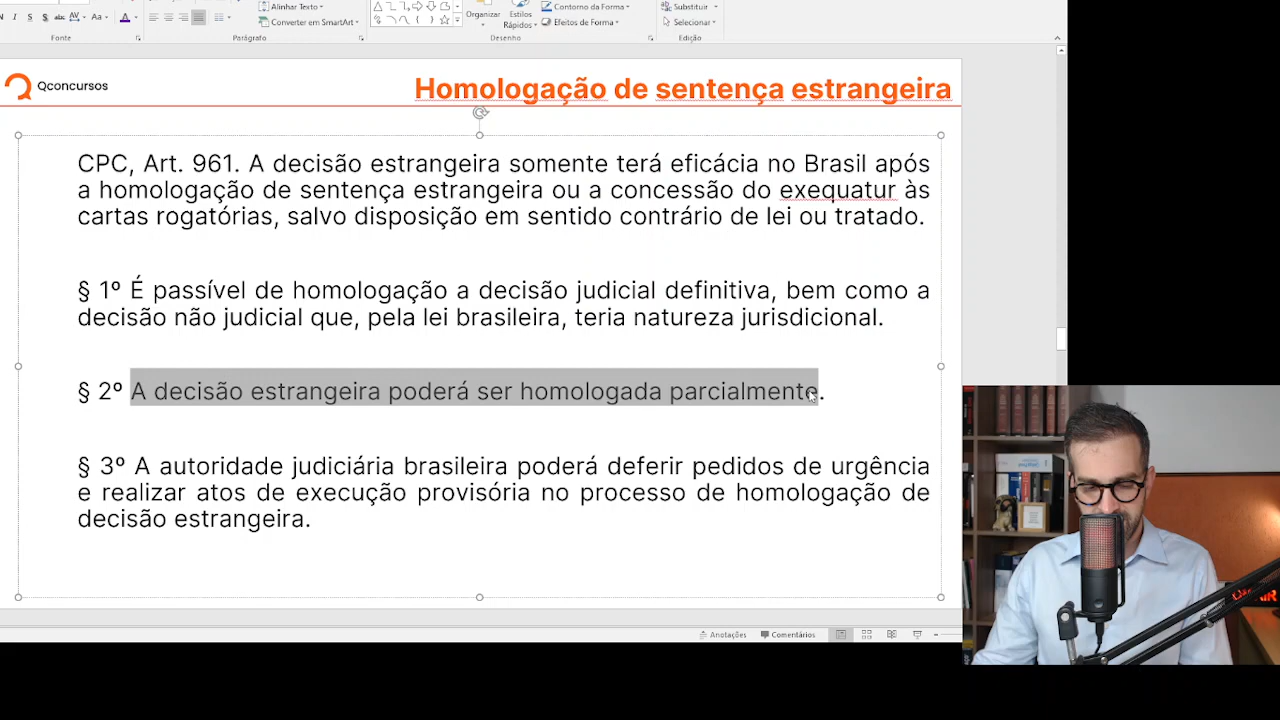 Alinhar Texto
Converter em SmartArt
N I S S abc AV Aa A
Organizar
Estilos
Rápidos
Contorno da Forma
Efeitos de Forma
Substituir
Selecionar
Fonte
Parágrafo
Desenho
Edição
Qconcursos
Homologação de sentença estrangeira
CPC, Art. 961. A decisão estrangeira somente terá eficácia no Brasil após
a homologação de sentença estrangeira ou a concessão do exequatur às
cartas rogatórias, salvo disposição em sentido contrário de lei ou tratado.
§ 1º É passível de homologação a decisão judicial definitiva, bem como a
decisão não judicial que, pela lei brasileira, teria natureza jurisdicional.
§ 2º A decisão estrangeira poderá ser homologada parcialmente.
§ 3º A autoridade judiciária brasileira poderá deferir pedidos de urgência
e realizar atos de execução provisória no processo de homologação de
decisão estrangeira.
Anotações
Comentários